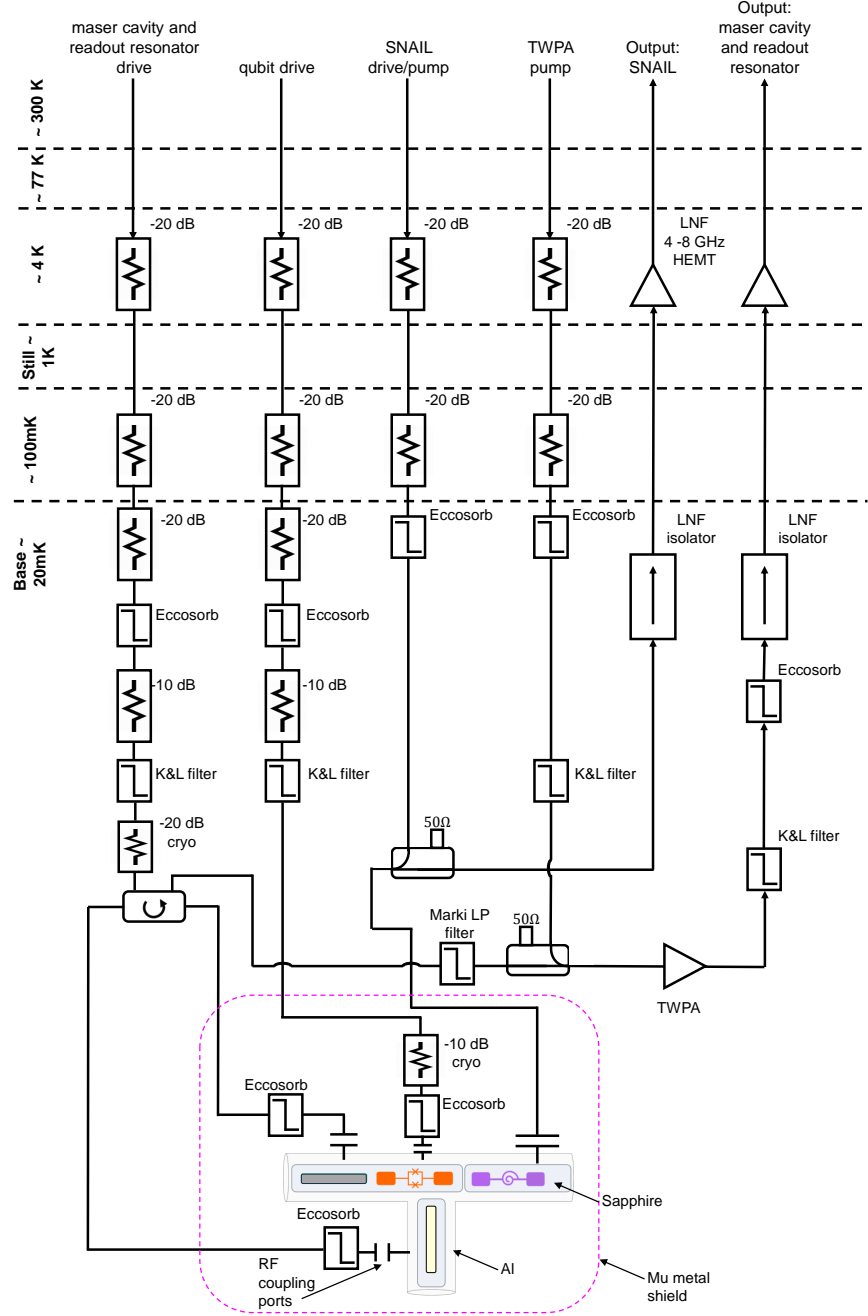 maser cavity and
readout resonator
drive
qubit drive
SNAIL
drive/pump
TWPA
pump
Output:
SNAIL
Output:
maser cavity
and readout
resonator
~ 300 K
~ 77 K
~ 4 K
-20 dB
-20 dB
-20 dB
-20 dB
LNF
4 -8 GHz
HEMT
Still ~
1K
~ 100mK
-20 dB
-20 dB
-20 dB
-20 dB
Base ~
20mK
-20 dB
-20 dB
Eccosorb
Eccosorb
LNF
isolator
LNF
isolator
Eccosorb
Eccosorb
-10 dB
-10 dB
Eccosorb
K&L filter
K&L filter
K&L filter
-20 dB
cryo
50Ω
K&L filter
Marki LP
filter
50Ω
TWPA
-10 dB
cryo
Eccosorb
Eccosorb
Sapphire
Eccosorb
RF
coupling
ports
Al
Mu metal
shield